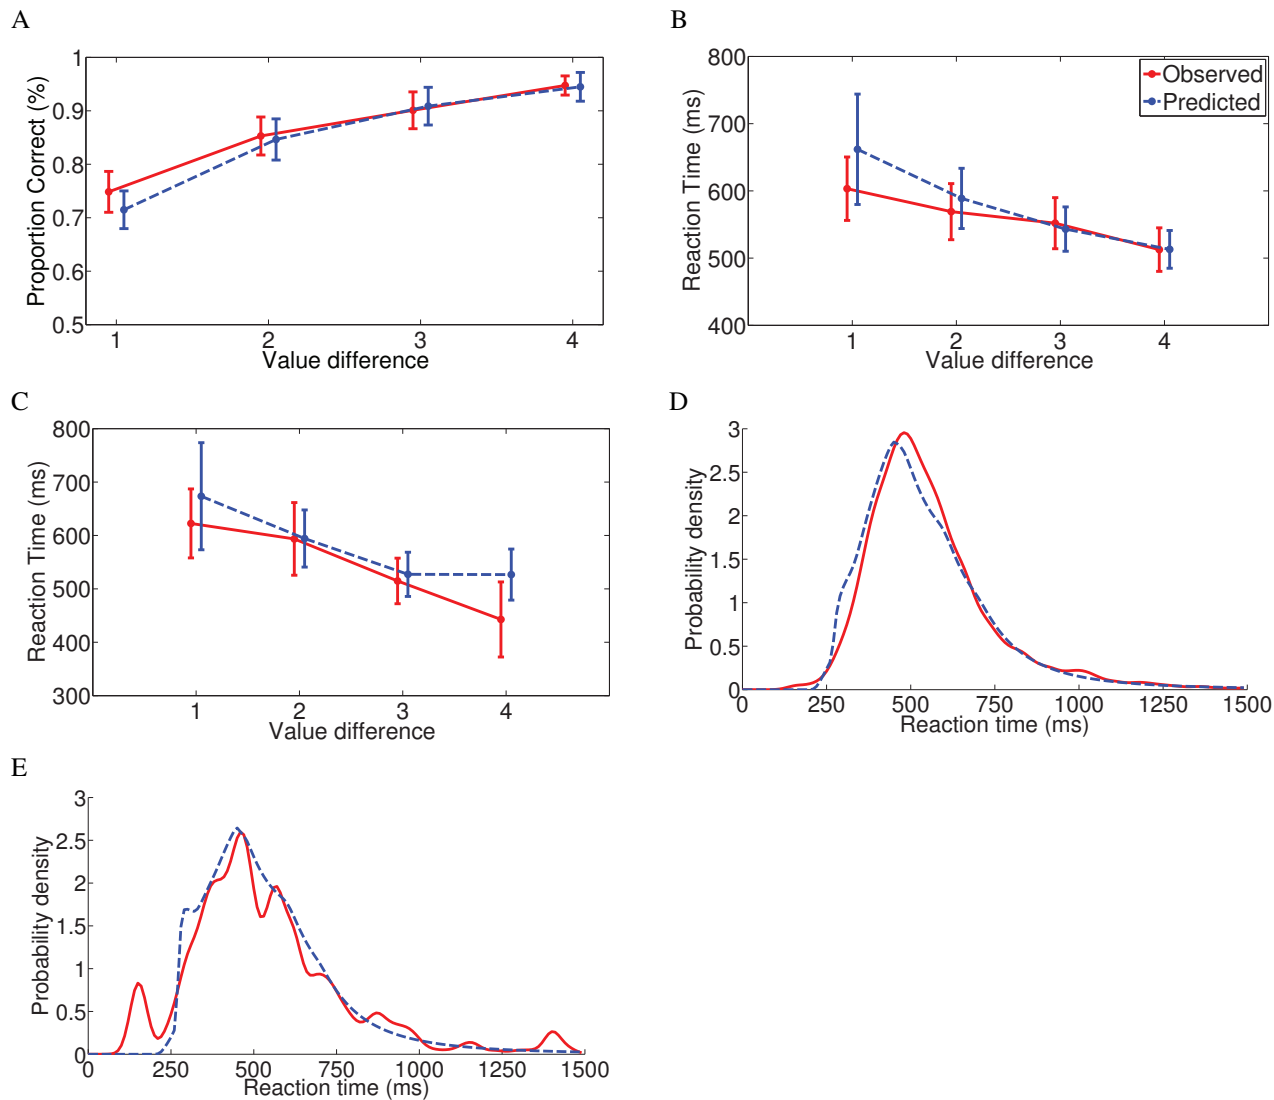 A
Proportion Correct (%)
1
0.9
0.8
0.7
0.6
0.5
1 2 3 4
Value difference
B
Reaction Time (ms)
800
700
600
500
400
1 2 3 4
Value difference
Observed
Predicted
C
Reaction Time (ms)
800
700
600
500
400
300
1 2 3 4
Value difference
D
Probability density
3
2.5
2
1.5
1
0.5
0
0 250 500 750 1000 1250 1500
Reaction time (ms)
E
Probability density
3
2.5
2
1.5
1
0.5
0
0 250 500 750 1000 1250 1500
Reaction time (ms)